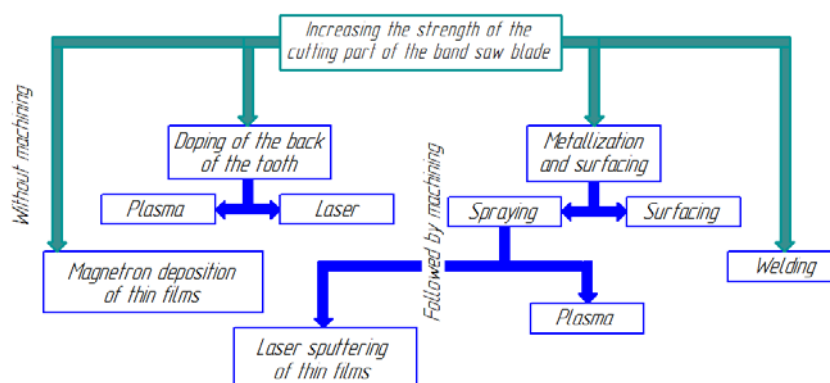 Increasing the strength of the
cutting part of the band saw blade
Without machining
Doping of the back
of the tooth
Metallization
and surfacing
Plasma
Laser
Followed by machining
Spraying
Surfacing
Magnetron deposition
of thin films
Welding
Plasma
Laser sputtering
of thin films